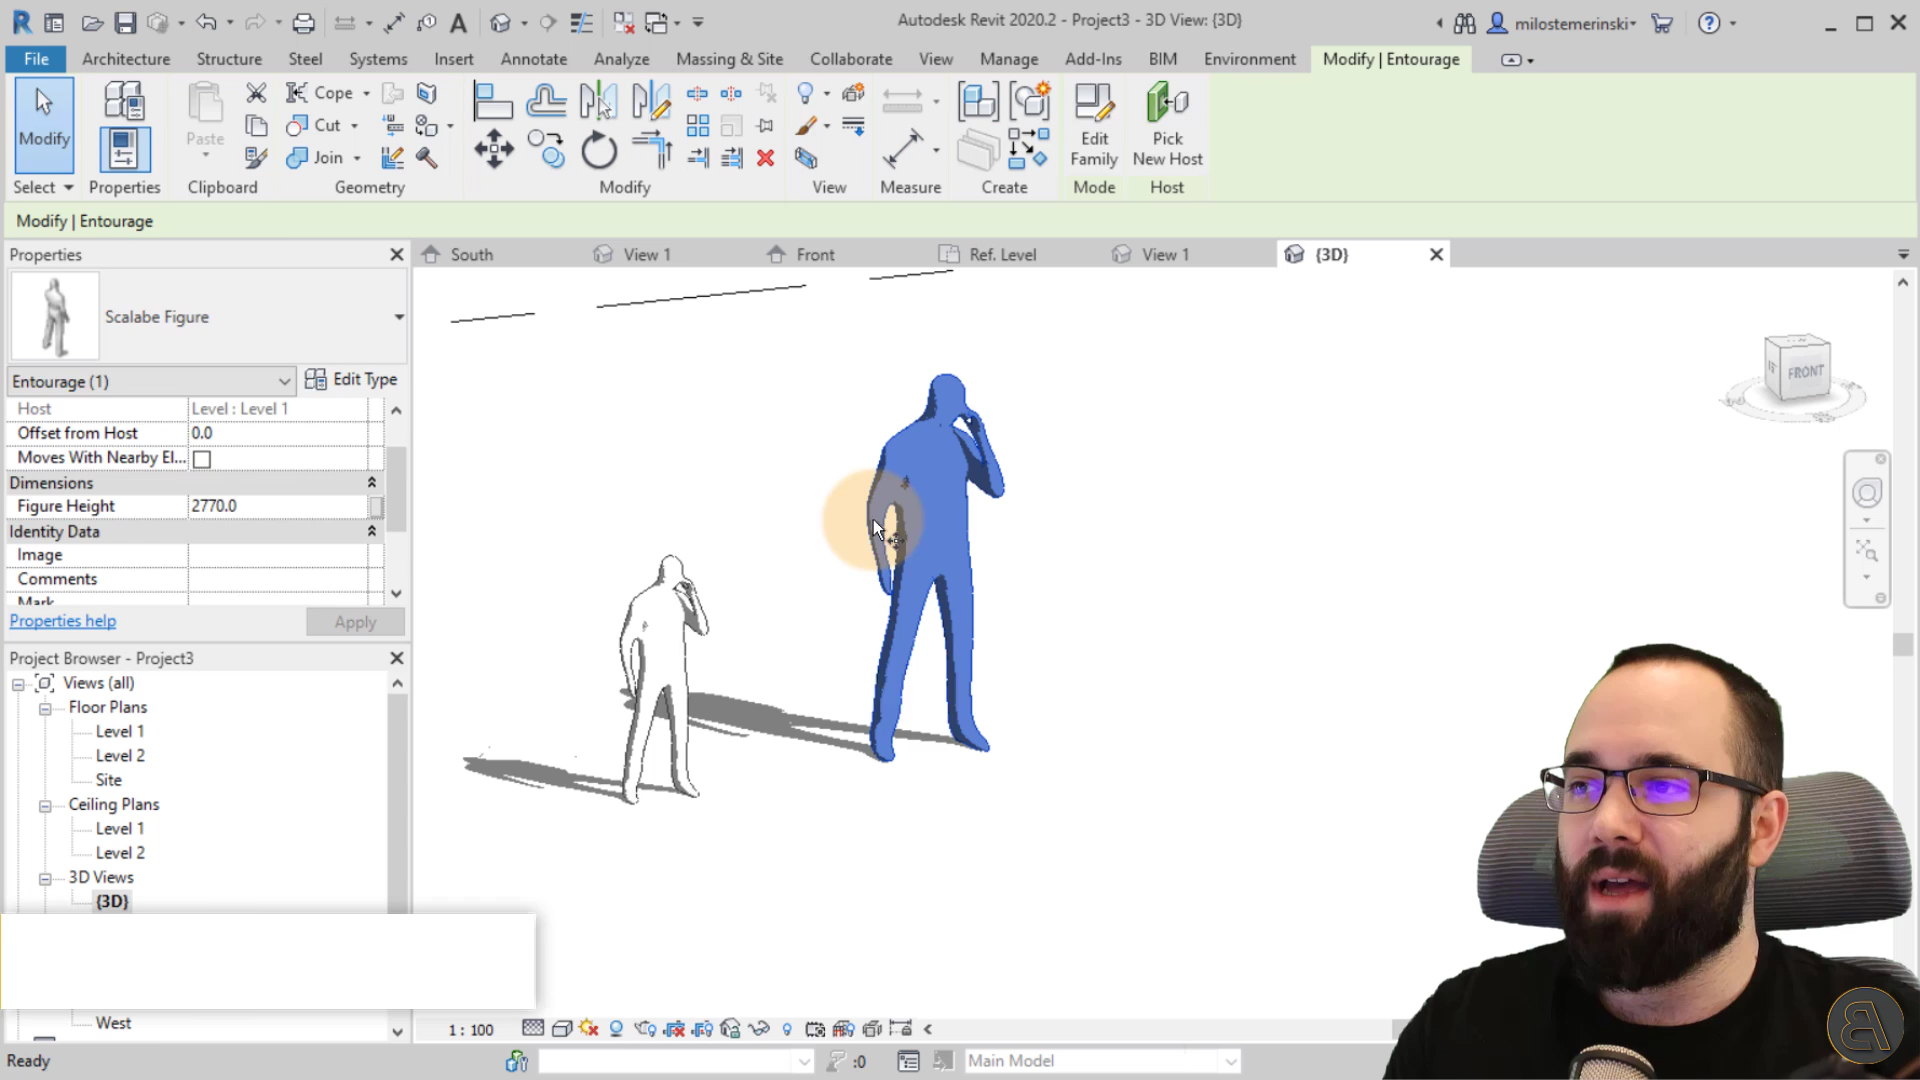 Autodesk Revit 2020.2 - Project3 - 3D View: {3D}
milostemerinski
File Architecture Structure Steel Systems Insert Annotate Analyze Massing & Site Collaborate View Manage Add-Ins BIM Environment Modify | Entourage
Modify
Paste
Cope
Cut
Join
Edit Family
Pick New Host
Select Properties Clipboard Geometry Modify View Measure Create Mode Host
Modify | Entourage
Properties
South View 1 Front Ref. Level View 1 {3D}
Scalabe Figure
Entourage (1) Edit Type
Host Level : Level 1
Offset from Host 0.0
Moves With Nearby El...
Dimensions
Figure Height 2770.0
Identity Data
Image
Comments
Mark
Properties help Apply
Project Browser - Project3
Views (all)
Floor Plans
Level 1
Level 2
Site
Ceiling Plans
Level 1
Level 2
3D Views
{3D}
West
FRONT
1 : 100
Ready
:0
Main Model